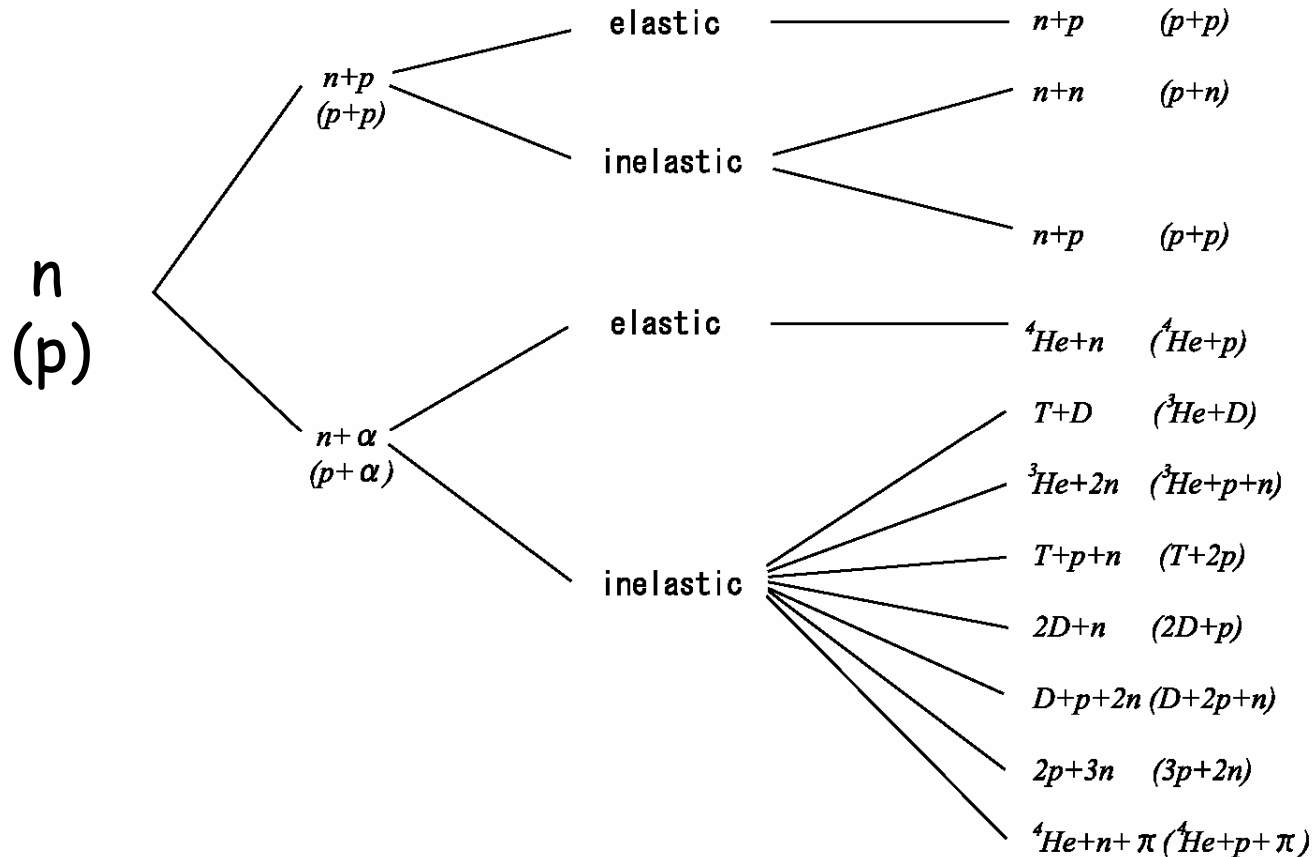 n
(p)
n+p
(p+p)
n+α
(p+α)
elastic
inelastic
elastic
inelastic
n+p (p+p)
n+n (p+n)
n+p (p+p)
⁴He+n (⁴He+p)
T+D (³He+D)
³He+2n (³He+p+n)
T+p+n (T+2p)
2D+n (2D+p)
D+p+2n (D+2p+n)
2p+3n (3p+2n)
⁴He+n+π (⁴He+p+π)